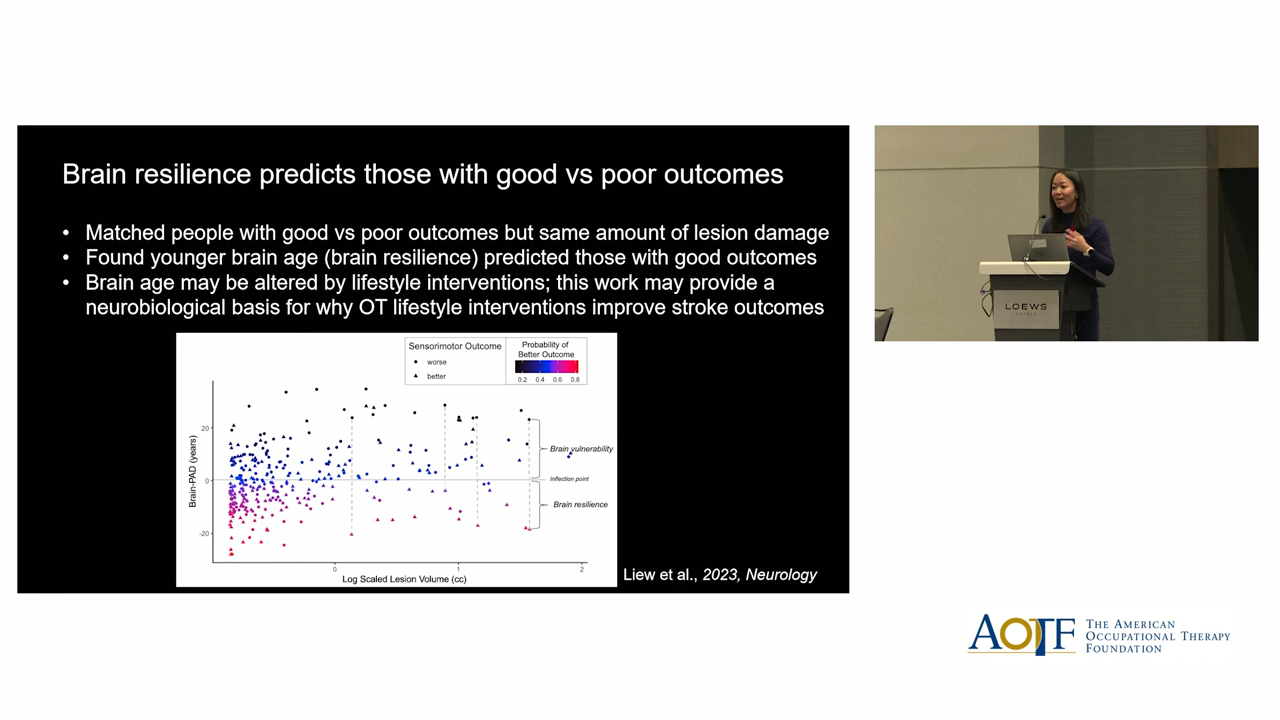 Brain resilience predicts those with good vs poor outcomes
• Matched people with good vs poor outcomes but same amount of lesion damage
• Found younger brain age (brain resilience) predicted those with good outcomes
• Brain age may be altered by lifestyle interventions; this work may provide a
neurobiological basis for why OT lifestyle interventions improve stroke outcomes
Sensorimotor Outcome
worse
better
Probability of
Better Outcome
0.2 0.4 0.6 0.8
Brain-PAD (years)
20
0
-20
Brain vulnerability
Inflection point
Brain resilience
0 1 2
Log Scaled Lesion Volume (cc)
Liew et al., 2023, Neurology
LOEWS
HOTELS
AOTF
THE AMERICAN
OCCUPATIONAL THERAPY
FOUNDATION